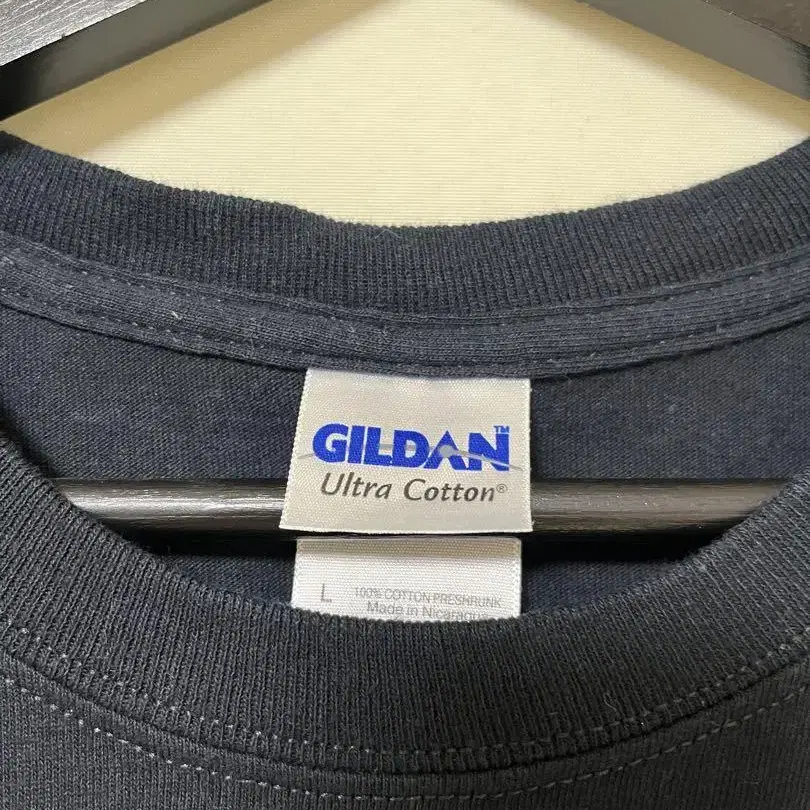 GILDAN™
Ultra Cotton®
L 100% COTTON PRESHRUNK
Made in Nicaragua